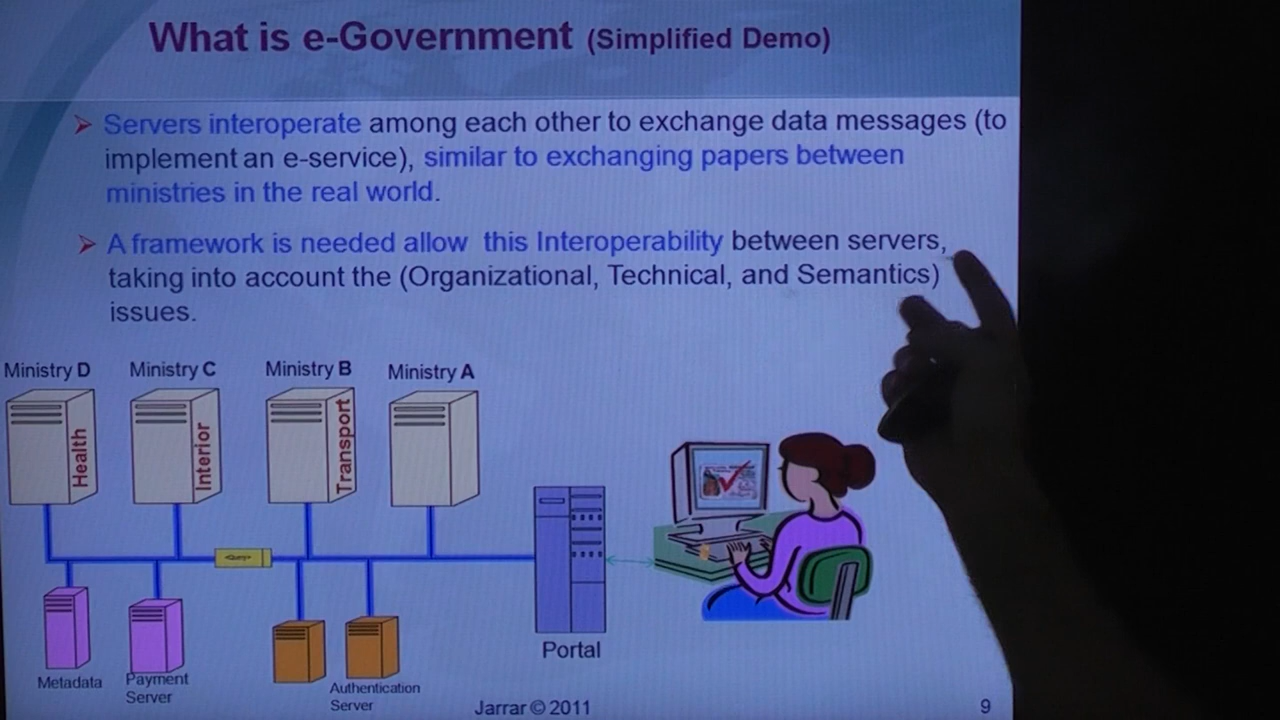 What is e-Government (Simplified Demo)
Servers interoperate among each other to exchange data messages (to
implement an e-service), similar to exchanging papers between
ministries in the real world.
A framework is needed allow this Interoperability between servers,
taking into account the (Organizational, Technical, and Semantics)
issues.
Ministry D
Ministry C
Ministry B
Ministry A
Health
Interior
Transport
Portal
Metadata
Payment
Server
Authentication
Server
Jarrar © 2011
9